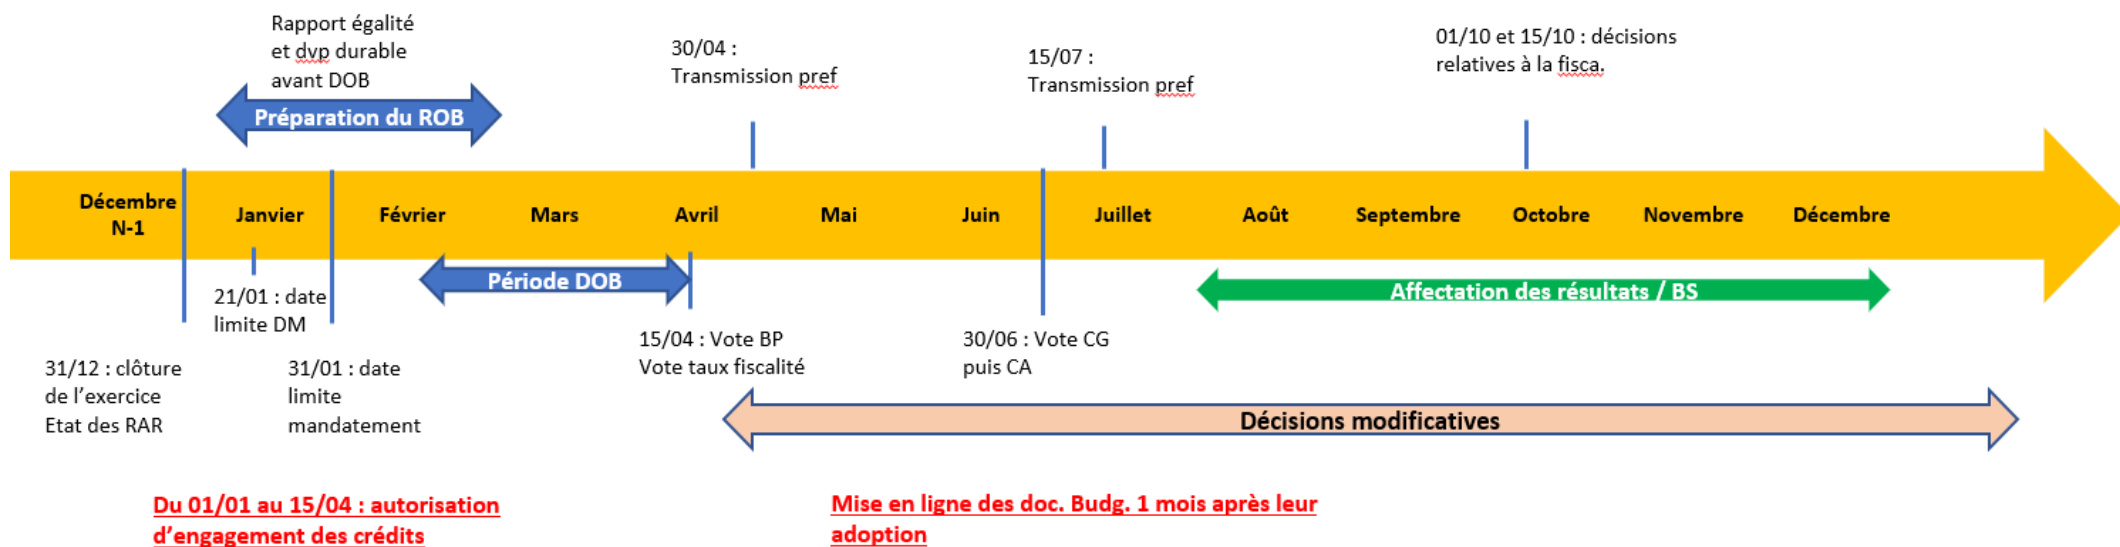 Rapport égalité
et dvp durable
avant DOB
Préparation du ROB
30/04 :
Transmission pref
15/07 :
Transmission pref
01/10 et 15/10 : décisions
relatives à la fisca.
Décembre
N-1
Janvier
Février
Mars
Avril
Mai
Juin
Juillet
Août
Septembre
Octobre
Novembre
Décembre
Période DOB
Affectation des résultats / BS
21/01 : date
limite DM
31/12 : clôture
de l’exercice
Etat des RAR
31/01 : date
limite
mandatement
15/04 : Vote BP
Vote taux fiscalité
30/06 : Vote CG
puis CA
Décisions modificatives
Du 01/01 au 15/04 : autorisation
d’engagement des crédits
Mise en ligne des doc. Budg. 1 mois après leur
adoption